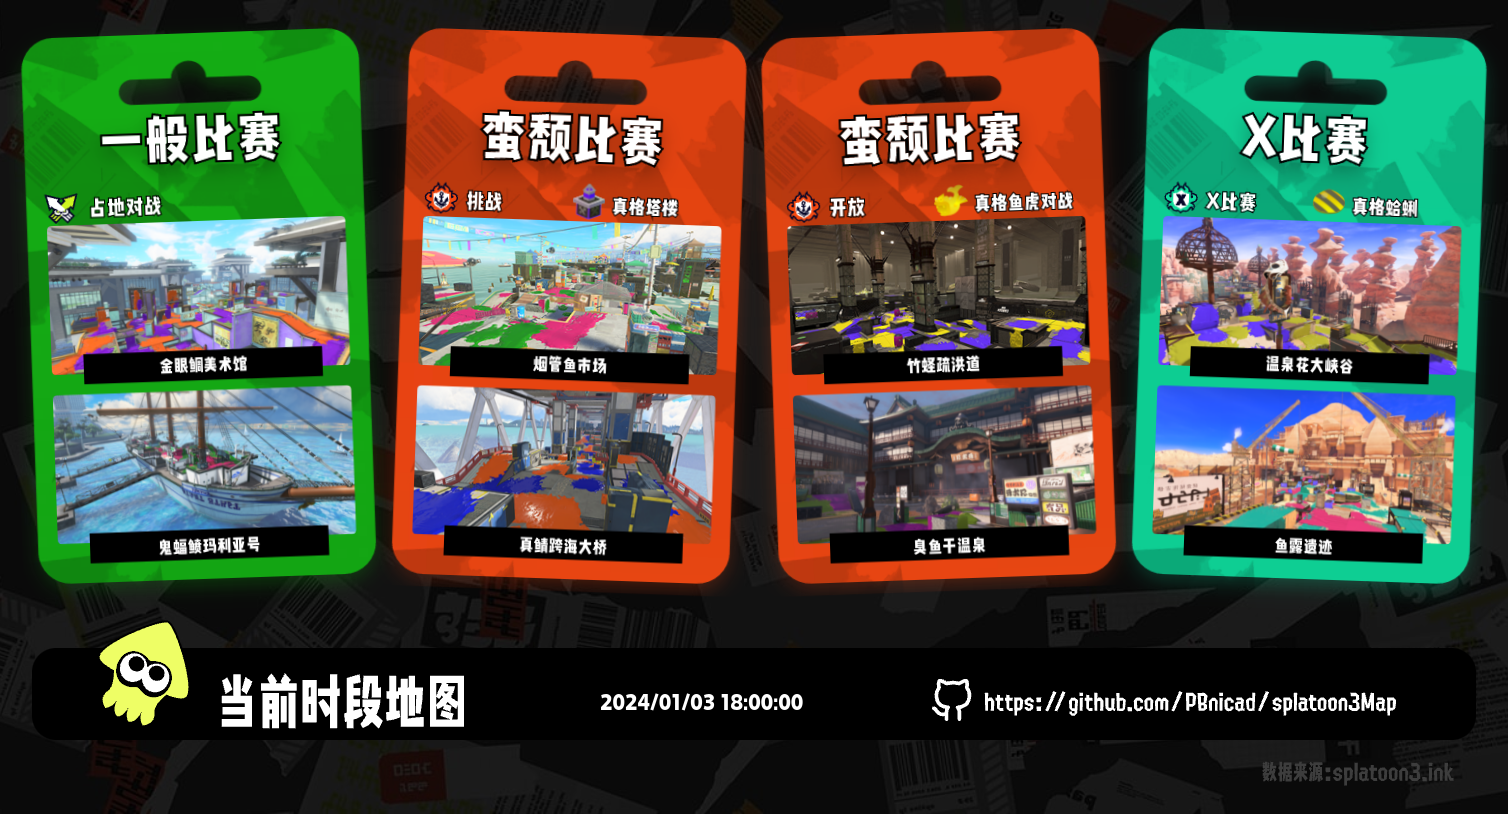 一般比赛
占地对战
金眼鲷美术馆
鬼蝠鲼玛利亚号
蛮颓比赛
挑战
真格塔楼
烟管鱼市场
真鲭跨海大桥
蛮颓比赛
开放
真格鱼虎对战
竹蛏疏洪道
臭鱼干温泉
X比赛
X比赛
真格蛤蜊
温泉花大峡谷
鱼露遗迹
当前时段地图
2024/01/03 18:00:00
https://github.com/PBnicad/splatoon3Map
数据来源:splatoon3.ink